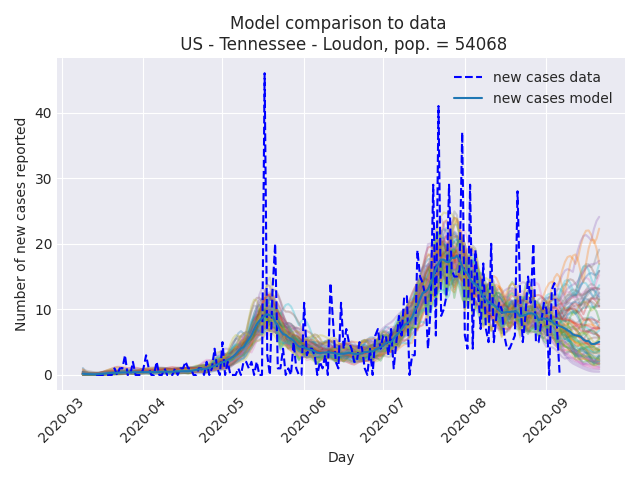 Model comparison to data
US - Tennessee - Loudon, pop. = 54068
new cases data
new cases model
Number of new cases reported
40
30
20
10
0
2020-03
2020-04
2020-05
2020-06
2020-07
2020-08
2020-09
Day